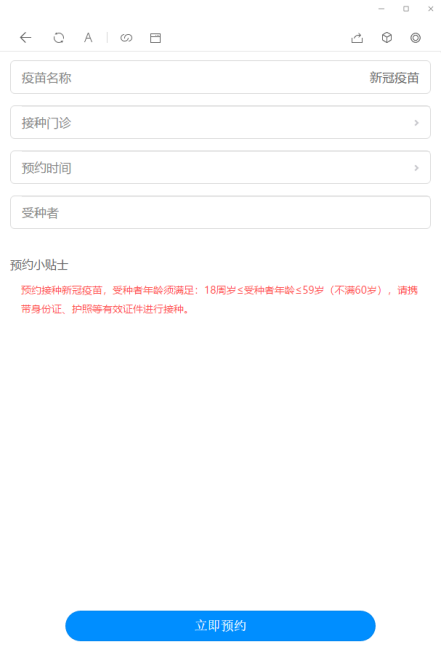 A
疫苗名称 新冠疫苗
接种门诊
预约时间
受种者
预约小贴士
预约接种新冠疫苗，受种者年龄须满足：18周岁≤受种者年龄≤59岁（不满60岁），请携
带身份证、护照等有效证件进行接种。
立即预约